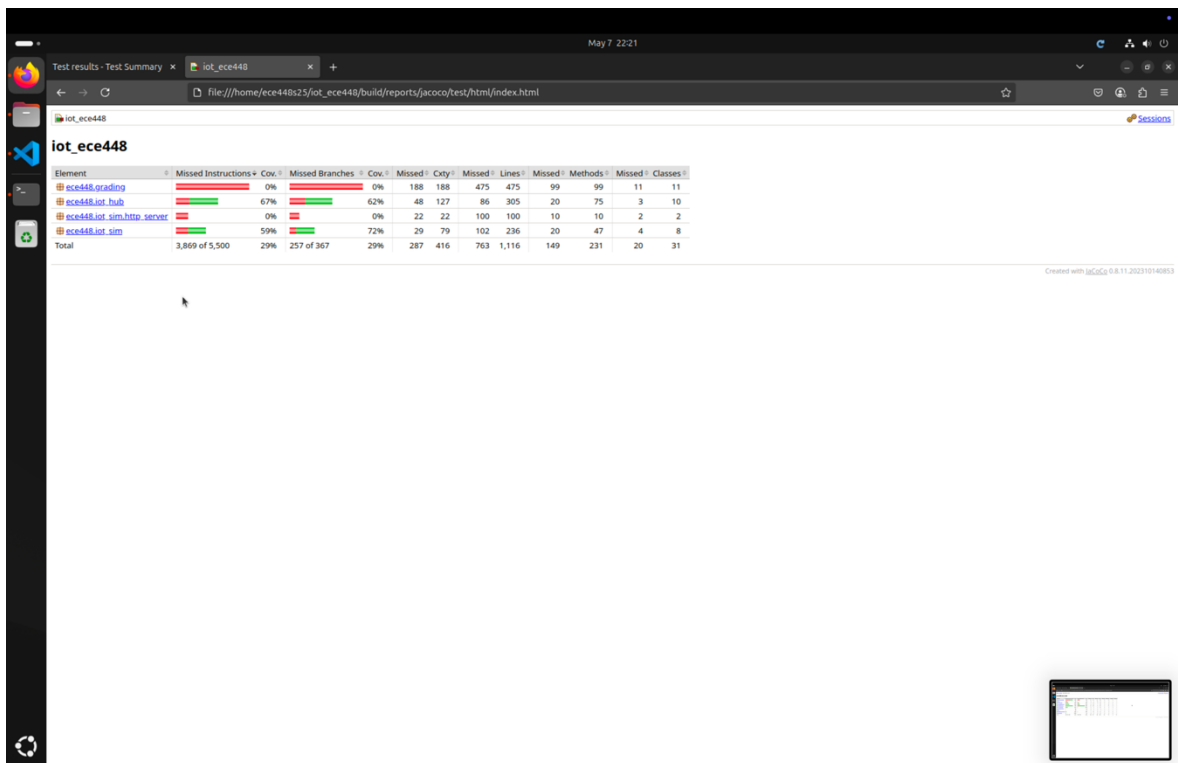 May 7 22:21
Test results - Test Summary × iot_ece448 × +
file:///home/ece448s25/iot_ece448/build/reports/jacoco/test/html/index.html
iot_ece448 Sessions
iot_ece448
Element Missed Instructions Cov. Missed Branches Cov. Missed Cxty Missed Lines Missed Methods Missed Classes
ece448.grading 0% 0% 188 188 475 475 99 99 11 11
ece448.iot_hub 67% 62% 48 127 86 305 20 75 3 10
ece448.iot_sim.http_server 0% 0% 22 22 100 100 10 10 2 2
ece448.iot_sim 59% 72% 29 79 102 236 20 47 4 8
Total 3,869 of 5,500 29% 257 of 367 29% 287 416 763 1,116 149 231 20 31
Created with JaCoCo 0.8.11.202310140853